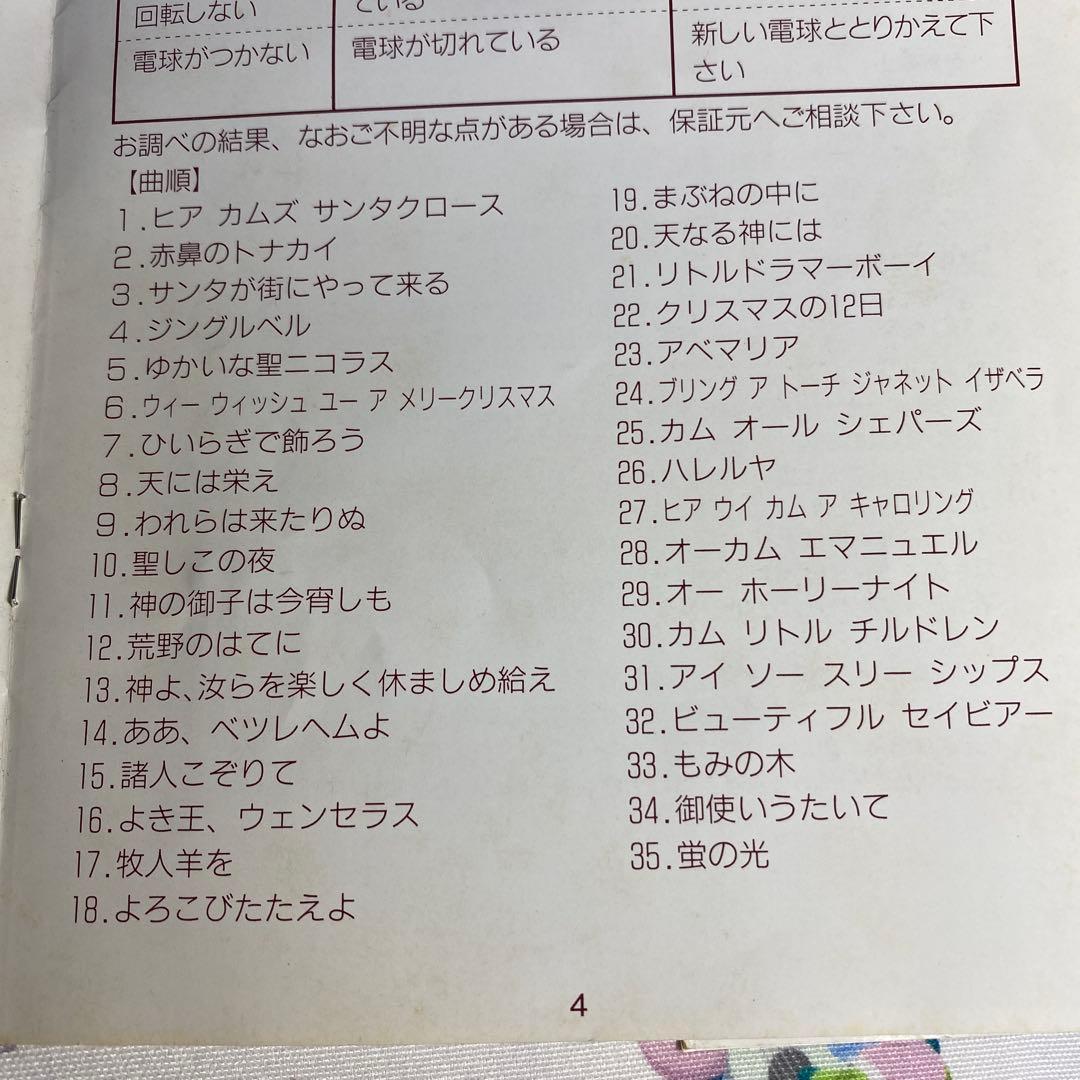 回転しない
ている
電球がつかない
電球が切れている
新しい電球ととりかえて下
さい
お調べの結果、なおご不明な点がある場合は、保証元へご相談下さい。
【曲順】
1.ヒア カムズ サンタクロース
2.赤鼻のトナカイ
3.サンタが街にやって来る
4.ジングルベル
5.ゆかいな聖ニコラス
6.ウィー ウィッシュ ユー ア メリークリスマス
7.ひいらぎで飾ろう
8.天には栄え
9.われらは来たりぬ
10.聖しこの夜
11.神の御子は今宵しも
12.荒野のはてに
13.神よ、汝らを楽しく休ましめ給え
14.ああ、ベツレヘムよ
15.諸人こぞりて
16.よき王、ウェンセラス
17.牧人羊を
18.よろこびたたえよ
19.まぶねの中に
20.天なる神には
21.リトルドラマーボーイ
22.クリスマスの12日
23.アベマリア
24.ブリング ア トーチ ジャネット イザベラ
25.カム オール シェパーズ
26.ハレルヤ
27.ヒア ウイ カム ア キャロリング
28.オーカム エマニュエル
29.オー ホーリーナイト
30.カム リトル チルドレン
31.アイ ソー スリー シップス
32.ビューティフル セイビアー
33.もみの木
34.御使いうたいて
35.蛍の光
4